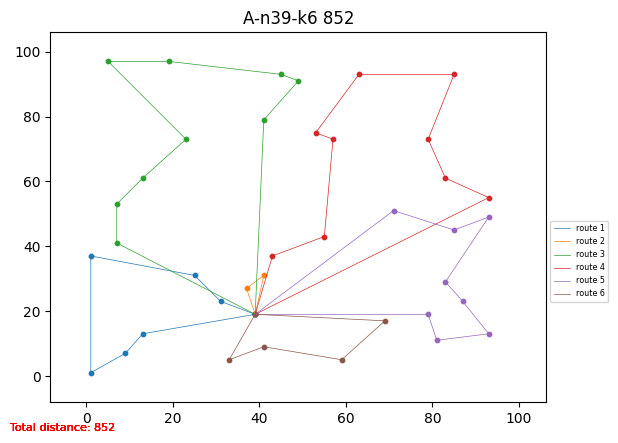 A-n39-k6 852
100
80
60
40
20
0
0 20 40 60 80 100
route 1
route 2
route 3
route 4
route 5
route 6
Total distance: 852